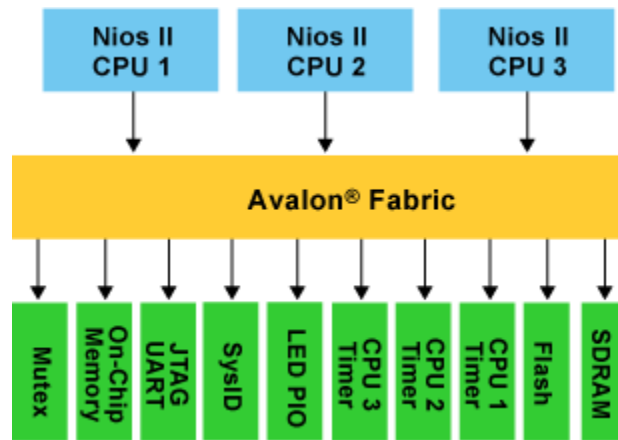 Nios II
CPU 1
Nios II
CPU 2
Nios II
CPU 3
Avalon® Fabric
Mutex
On-Chip
Memory
JTAG
UART
SysID
LED PIO
CPU 3
Timer
CPU 2
Timer
CPU 1
Timer
Flash
SDRAM